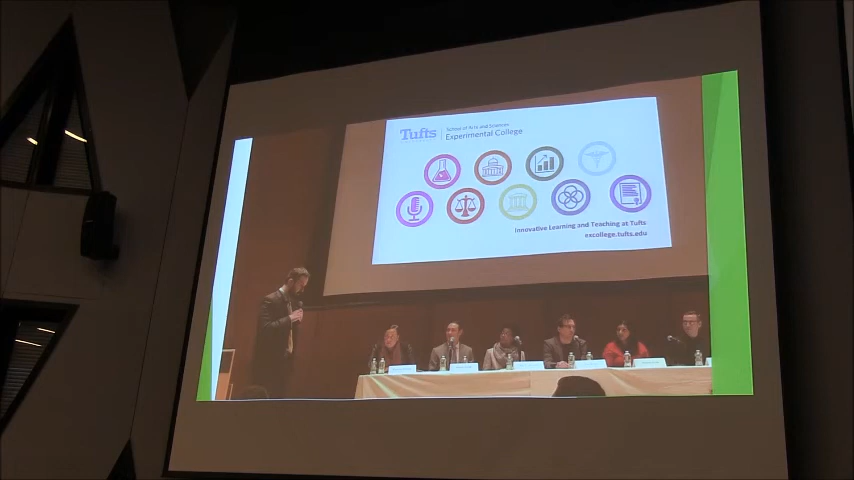 Tufts
School of Arts and Sciences
Experimental College
Innovative Learning and Teaching at Tufts
excollege.tufts.edu